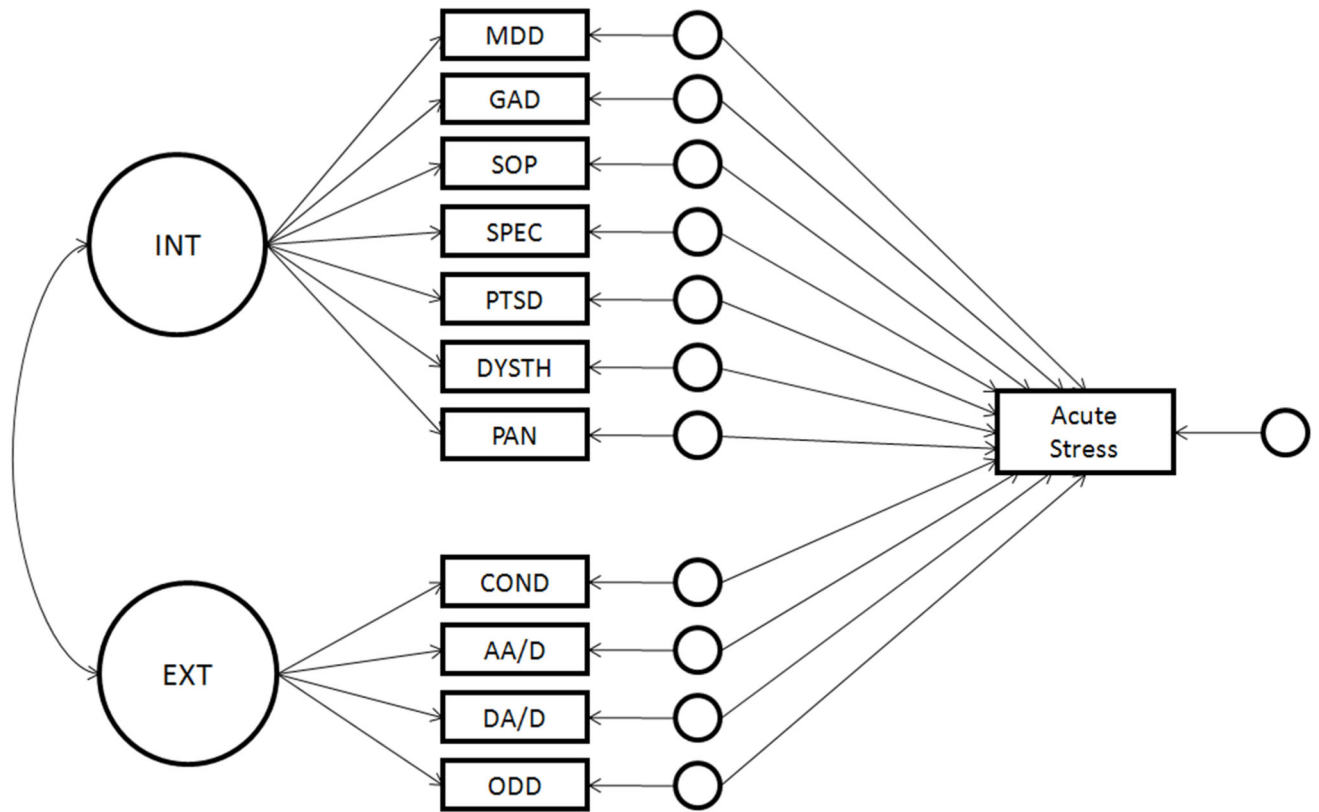 MDD
GAD
SOP
SPEC
PTSD
DYSTH
PAN
INT
Acute
Stress
COND
AA/D
DA/D
ODD
EXT